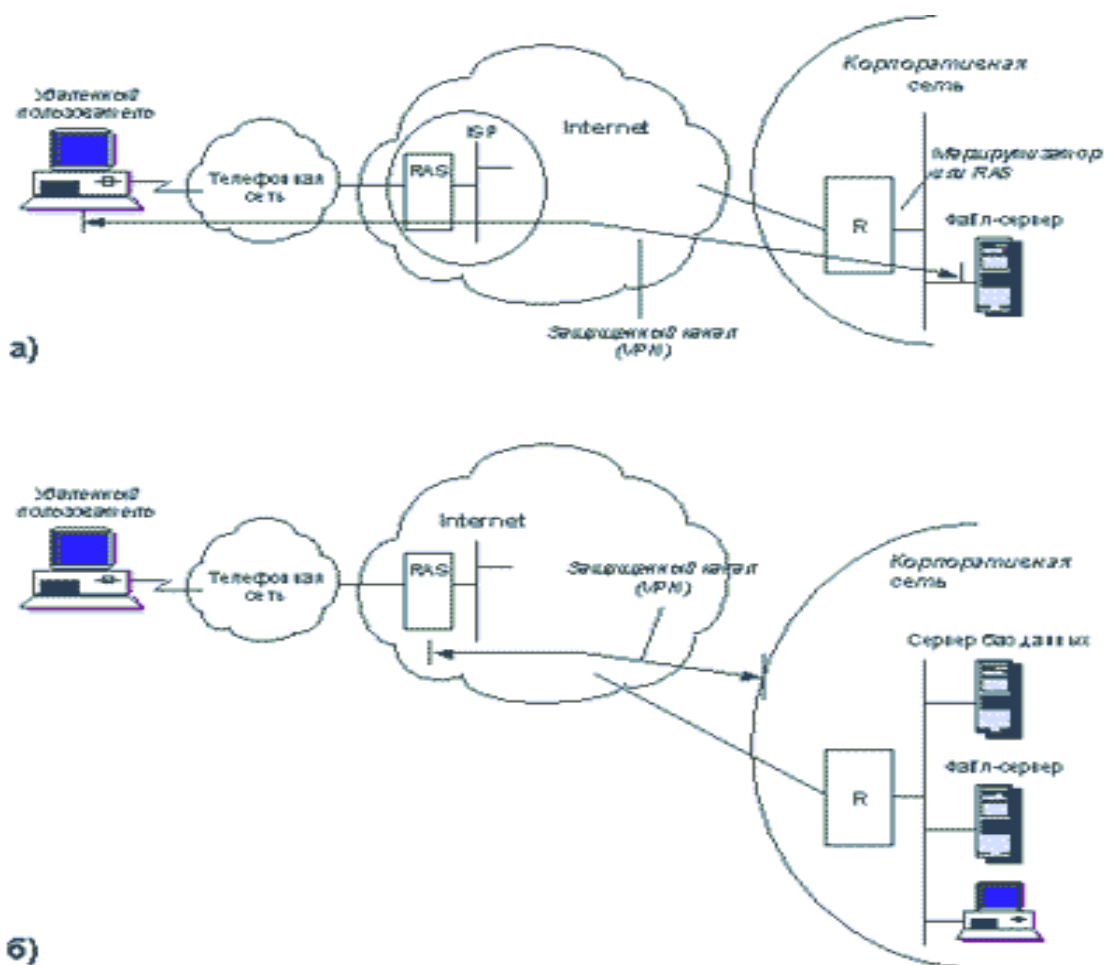 Удаленный
пользователь
Телефонная
сеть
RAS
ISP
Internet
Корпоративная
сеть
Маршрутизатор
или RAS
R
Файл-сервер
Защищенный канал
(VPN)
а)
Удаленный
пользователь
Телефонная
сеть
Internet
RAS
Защищенный канал
(VPN)
Корпоративная
сеть
Сервер баз данных
Файл-сервер
R
б)